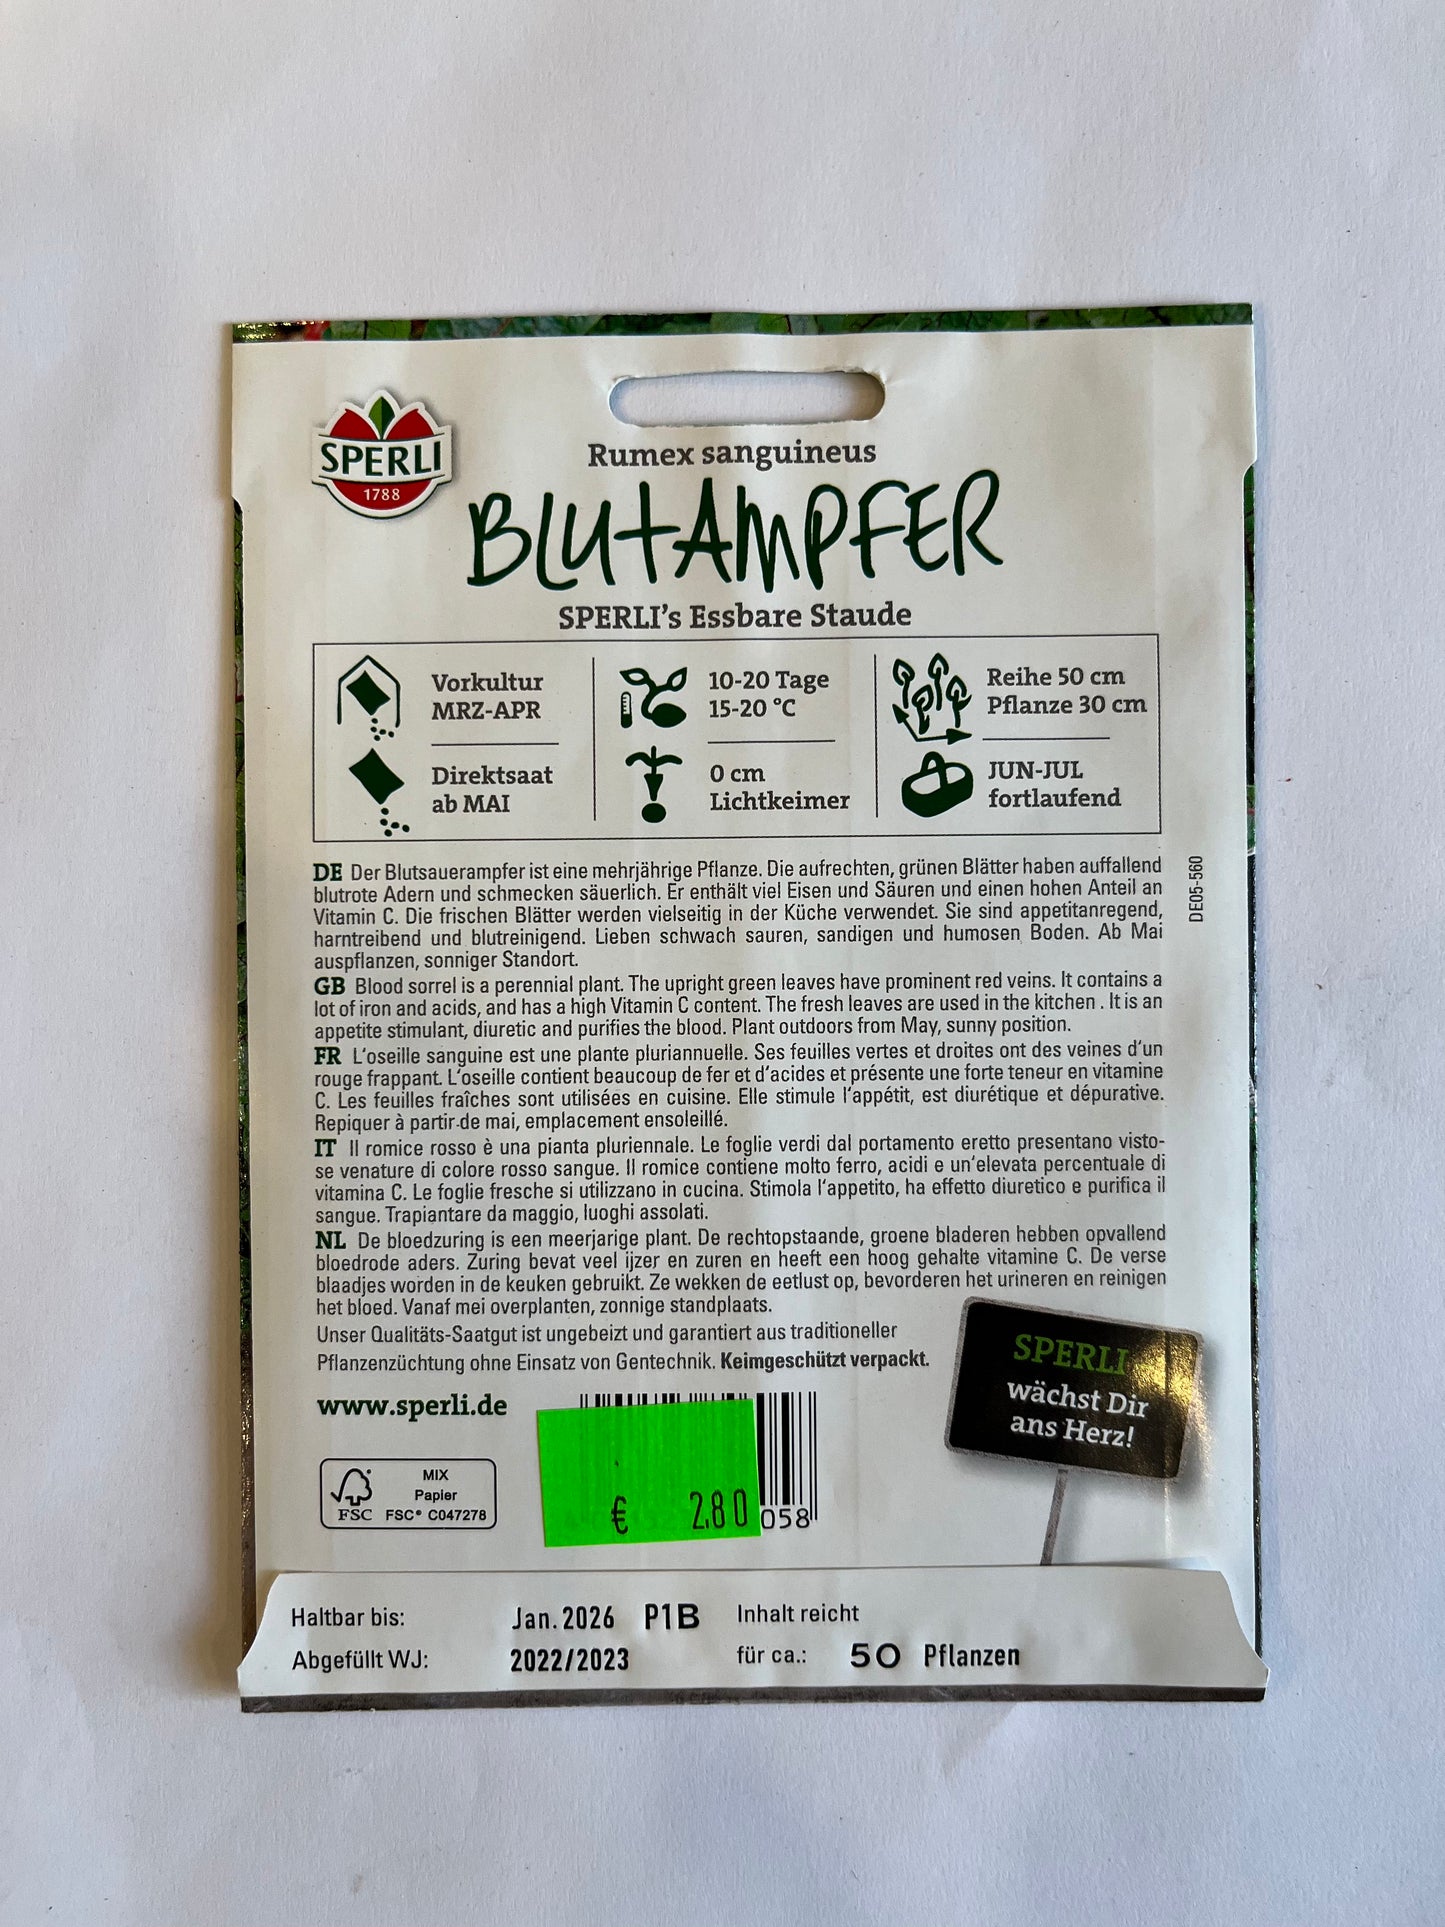 SPERLI
1788
Rumex sanguineus
BLUTAMPFER
SPERLI's Essbare Staude
Vorkultur
MRZ-APR
Direktsaat
ab MAI
10-20 Tage
15-20 °C
0 cm
Lichtkeimer
Reihe 50 cm
Pflanze 30 cm
JUN-JUL
fortlaufend
DE Der Blutsauerampfer ist eine mehrjährige Pflanze. Die aufrechten, grünen Blätter haben auffallend
blutrote Adern und schmecken säuerlich. Er enthält viel Eisen und Säuren und einen hohen Anteil an
Vitamin C. Die frischen Blätter werden vielseitig in der Küche verwendet. Sie sind appetitanregend,
harntreibend und blutreinigend. Lieben schwach sauren, sandigen und humosen Boden. Ab Mai
auspflanzen, sonniger Standort.
GB Blood sorrel is a perennial plant. The upright green leaves have prominent red veins. It contains a
lot of iron and acids, and has a high Vitamin C content. The fresh leaves are used in the kitchen . It is an
appetite stimulant, diuretic and purifies the blood. Plant outdoors from May, sunny position.
FR L'oseille sanguine est une plante pluriannuelle. Ses feuilles vertes et droites ont des veines d'un
rouge frappant. L'oseille contient beaucoup de fer et d'acides et présente une forte teneur en vitamine
C. Les feuilles fraîches sont utilisées en cuisine. Elle stimule l'appétit, est diurétique et dépurative.
Repiquer à partir de mai, emplacement ensoleillé.
IT Il romice rosso è una pianta pluriennale. Le foglie verdi dal portamento eretto presentano visto-
se venature di colore rosso sangue. Il romice contiene molto ferro, acidi e un'elevata percentuale di
vitamina C. Le foglie fresche si utilizzano in cucina. Stimola l'appetito, ha effetto diuretico e purifica il
sangue. Trapiantare da maggio, luoghi assolati.
NL De bloedzuring is een meerjarige plant. De rechtopstaande, groene bladeren hebben opvallend
bloedrode aders. Zuring bevat veel ijzer en zuren en heeft een hoog gehalte vitamine C. De verse
blaadjes worden in de keuken gebruikt. Ze wekken de eetlust op, bevorderen het urineren en reinigen
het bloed. Vanaf mei overplanten, zonnige standplaats.
Unser Qualitäts-Saatgut ist ungebeizt und garantiert aus traditioneller
Pflanzenzüchtung ohne Einsatz von Gentechnik. Keimgeschützt verpackt.
DE05-560
www.sperli.de
MIX
Papier
FSC FSC® C047278
€ 2.80
058
SPERLI
wächst Dir
ans Herz!
Haltbar bis: Jan. 2026 P1B
Abgefüllt WJ: 2022/2023
Inhalt reicht
für ca.: 50 Pflanzen